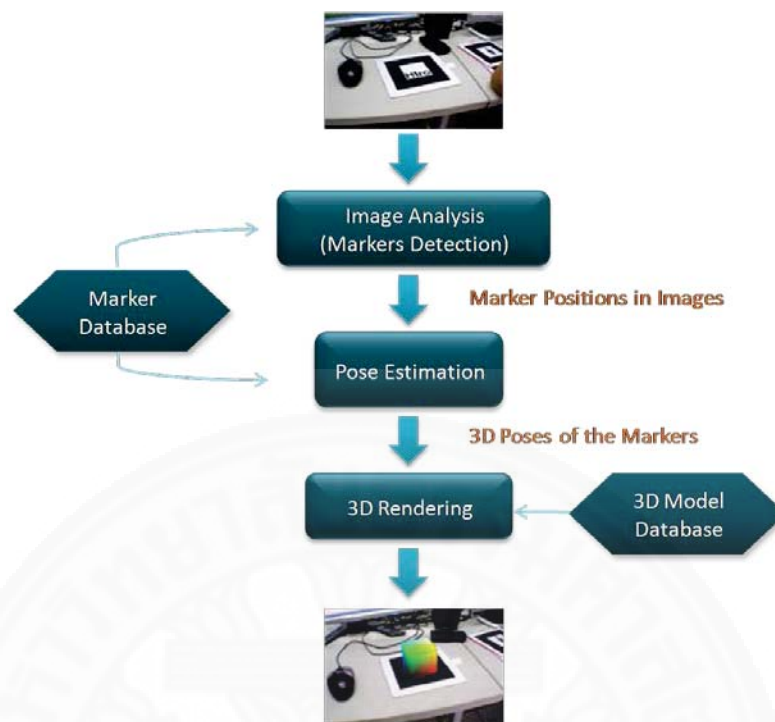 Hiro
Image Analysis
(Markers Detection)
Marker
Database
Marker Positions in Images
Pose Estimation
3D Poses of the Markers
3D Rendering
3D Model
Database